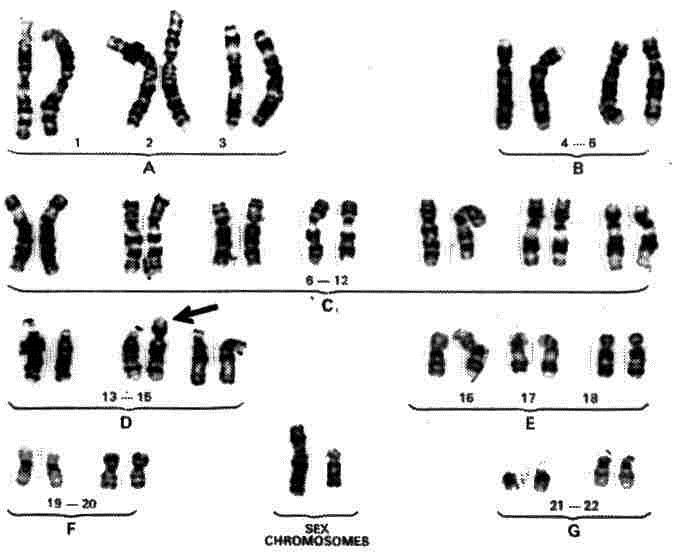 1 2 3
A
4 .... 5
B
6 — 12
C
13 ... 15
D
16 17 18
E
19 — 20
F
SEX
CHROMOSOMES
21 — 22
G